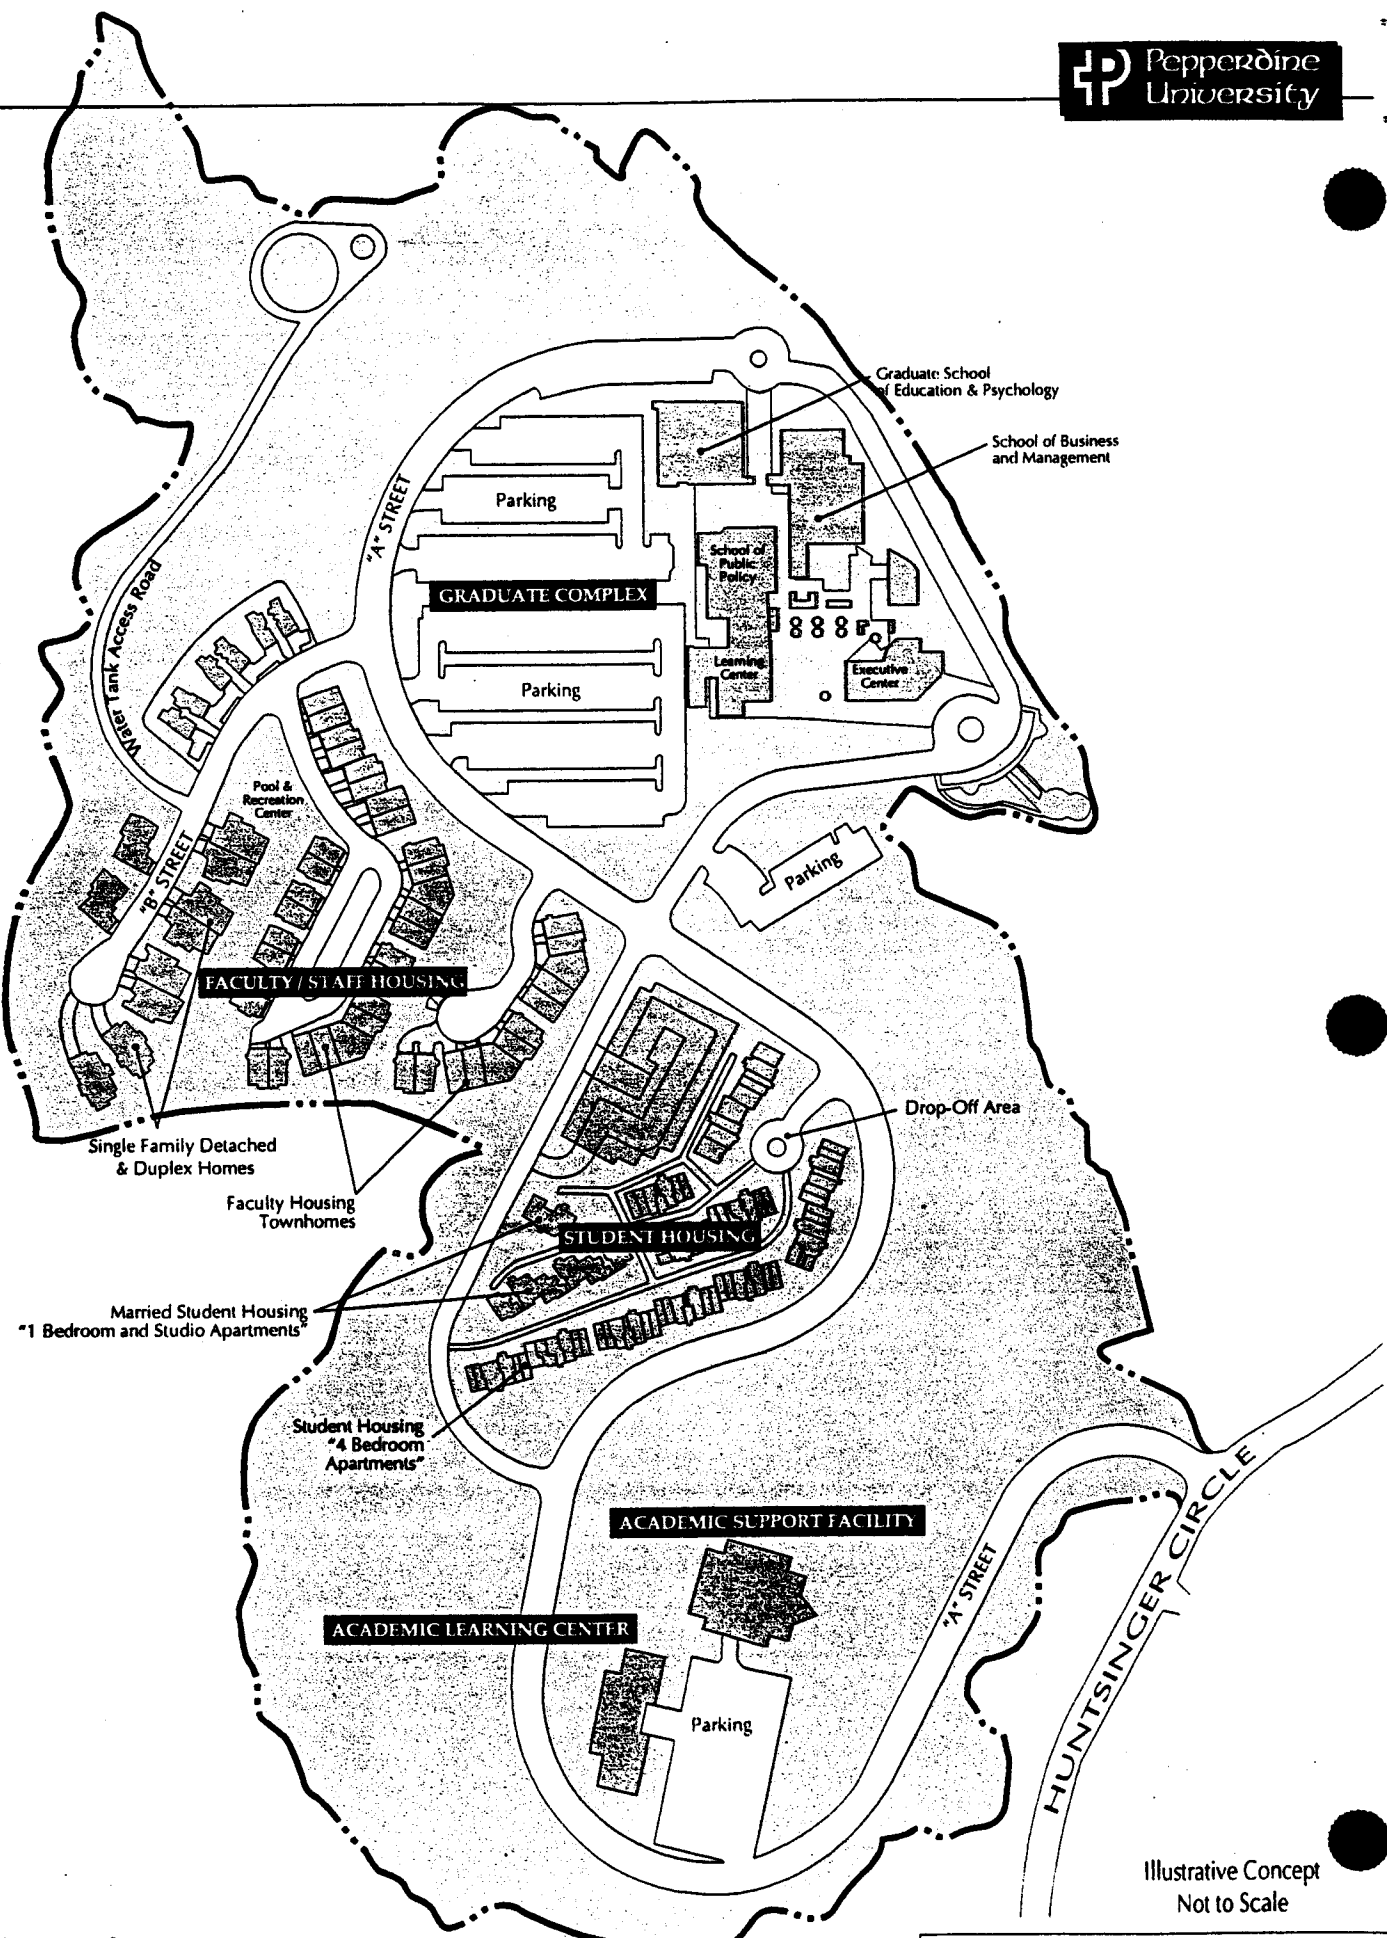 Pepperdine
University
Graduate School
of Education & Psychology
School of Business
and Management
"A" STREET
Parking
School of
Public
Policy
GRADUATE COMPLEX
Water Tank Access Road
Learning
Center
Executive
Center
Parking
Pool &
Recreation
Center
"B" STREET
Parking
FACULTY / STAFF HOUSING
Drop-Off Area
Single Family Detached
& Duplex Homes
Faculty Housing
Townhomes
STUDENT HOUSING
Married Student Housing
"1 Bedroom and Studio Apartments"
Student Housing
"4 Bedroom
Apartments"
HUNTSINGER CIRCLE
ACADEMIC SUPPORT FACILITY
"A" STREET
ACADEMIC LEARNING CENTER
Parking
Illustrative Concept
Not to Scale